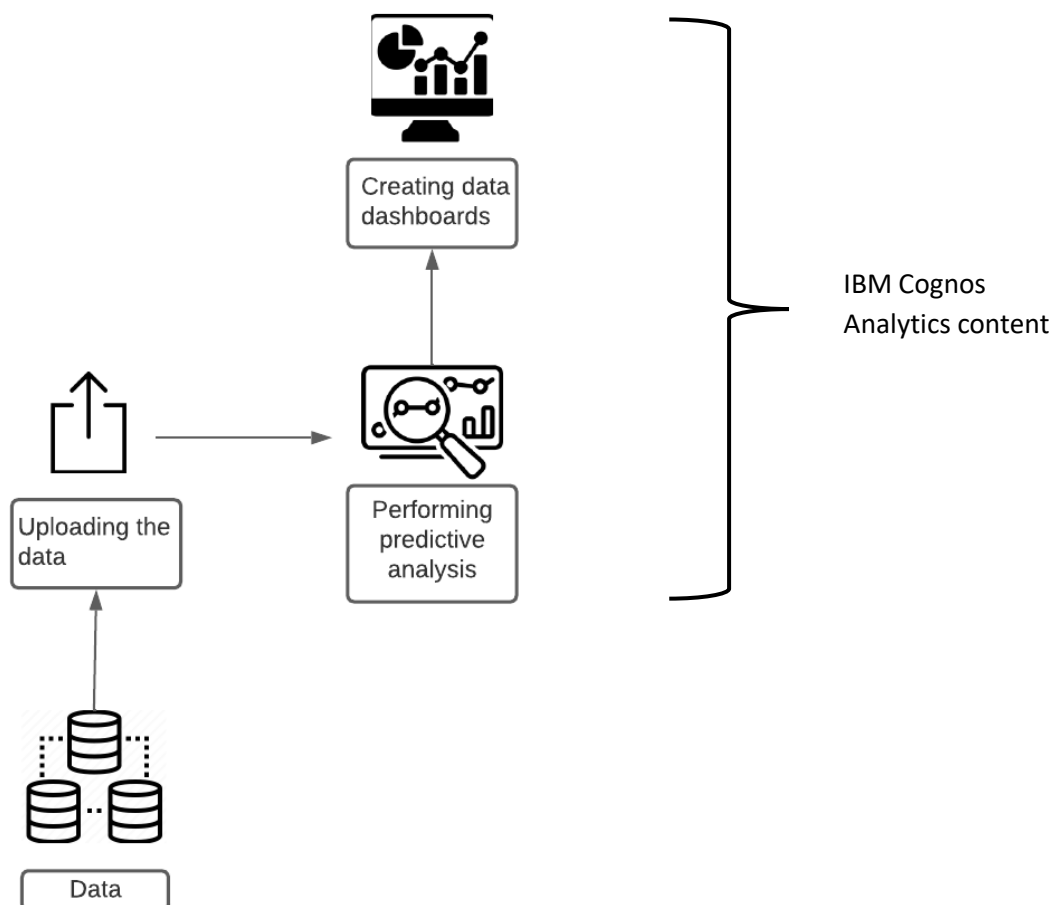 Creating data
dashboards
IBM Cognos
Analytics content
Uploading the
data
Performing
predictive
analysis
Data